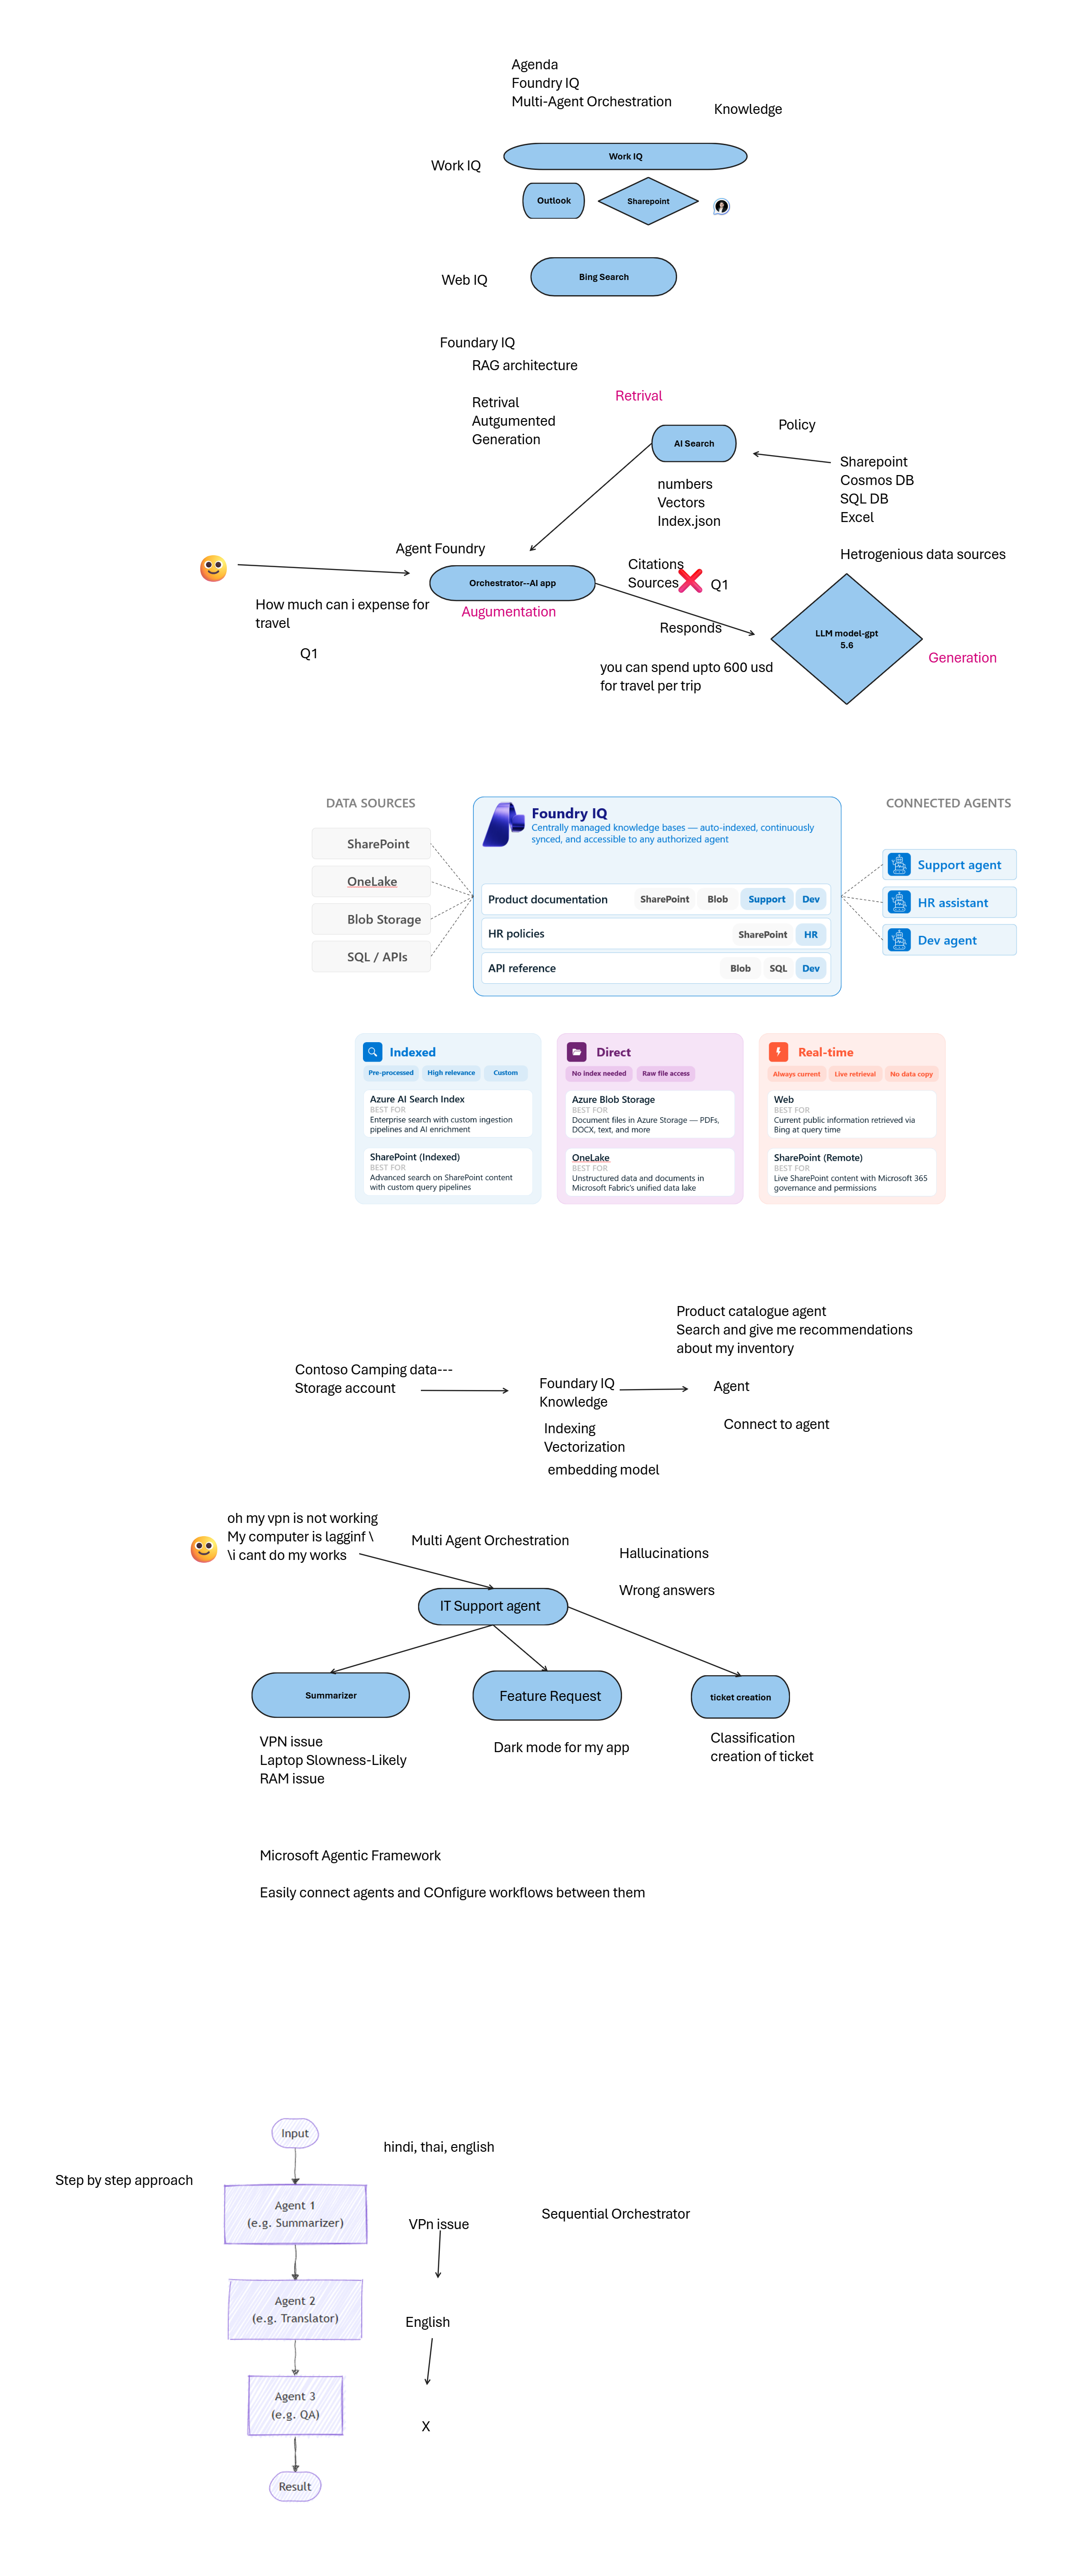 Agenda
Foundry IQ
Multi-Agent Orchestration
Knowledge
Work IQ
Work IQ
Outlook
Sharepoint
Web IQ
Bing Search
Foundary IQ
RAG architecture
Retrival
Autgumented
Generation
Retrival
AI Search
Policy
numbers
Vectors
Index.json
Sharepoint
Cosmos DB
SQL DB
Excel
Hetrogenious data sources
Agent Foundry
Orchestrator--AI app
Augumentation
How much can i expense for
travel
Q1
Citations
Sources
Q1
Responds
you can spend upto 600 usd
for travel per trip
LLM model-gpt
5.6
Generation
DATA SOURCES
SharePoint
OneLake
Blob Storage
SQL / APIs
Foundry IQ
Centrally managed knowledge bases — auto-indexed, continuously
synced, and accessible to any authorized agent
Product documentation SharePoint Blob Support Dev
HR policies SharePoint HR
API reference Blob SQL Dev
CONNECTED AGENTS
Support agent
HR assistant
Dev agent
Indexed
Pre-processed High relevance Custom
Azure AI Search Index
BEST FOR
Enterprise search with custom ingestion
pipelines and AI enrichment
SharePoint (Indexed)
BEST FOR
Advanced search on SharePoint content
with custom query pipelines
Direct
No index needed Raw file access
Azure Blob Storage
BEST FOR
Document files in Azure Storage — PDFs,
DOCX, text, and more
OneLake
BEST FOR
Unstructured data and documents in
Microsoft Fabric's unified data lake
Real-time
Always current Live retrieval No data copy
Web
BEST FOR
Current public information retrieved via
Bing at query time
SharePoint (Remote)
BEST FOR
Live SharePoint content with Microsoft 365
governance and permissions
Product catalogue agent
Search and give me recommendations
about my inventory
Contoso Camping data---
Storage account
Foundary IQ
Knowledge
Agent
Indexing
Vectorization
Connect to agent
embedding model
oh my vpn is not working
My computer is lagginf \
\i cant do my works
Multi Agent Orchestration
Hallucinations
Wrong answers
IT Support agent
Summarizer
Feature Request
ticket creation
VPN issue
Laptop Slowness-Likely
RAM issue
Dark mode for my app
Classification
creation of ticket
Microsoft Agentic Framework
Easily connect agents and COnfigure workflows between them
Input
hindi, thai, english
Step by step approach
Agent 1
(e.g. Summarizer)
VPn issue
Sequential Orchestrator
Agent 2
(e.g. Translator)
English
Agent 3
(e.g. QA)
X
Result